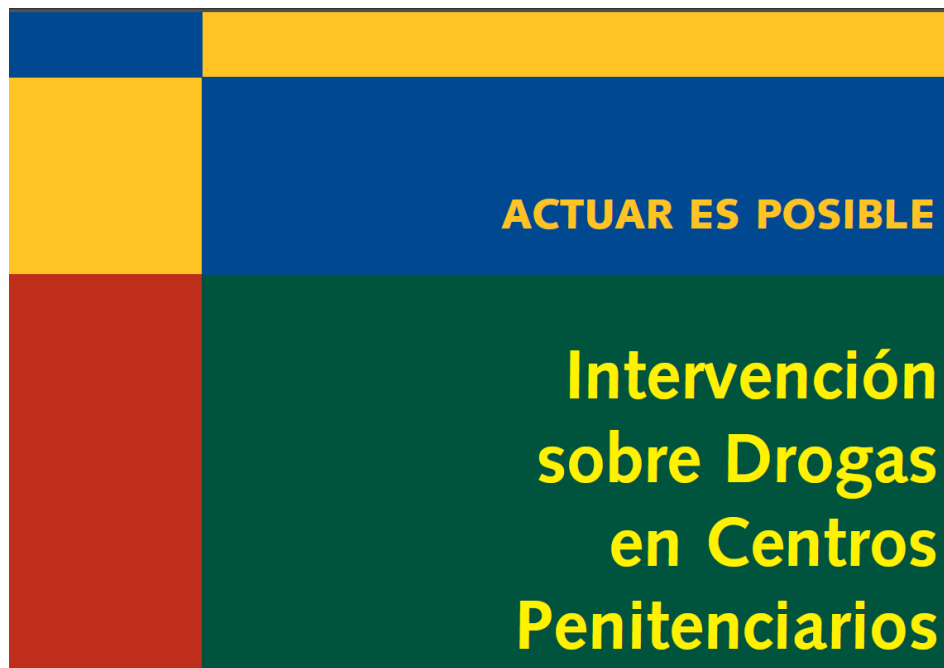 ACTUAR ES POSIBLE
Intervención
sobre Drogas
en Centros
Penitenciarios